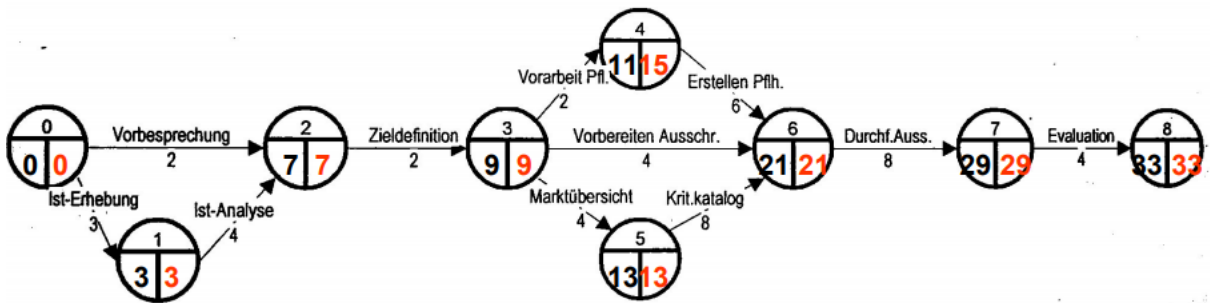 4
11 15
Vorarbeit Pfl.
2
Erstellen Pflh.
6
0
0 0
Vorbesprechung
2
2
7 7
Zieldefinition
2
3
9 9
Vorbereiten Ausschr.
4
6
21 21
Durchf.Auss.
8
7
29 29
Evaluation
4
8
33 33
Ist-Erhebung
3
Ist-Analyse
4
Marktübersicht
4
Krit.katalog
8
1
3 3
5
13 13